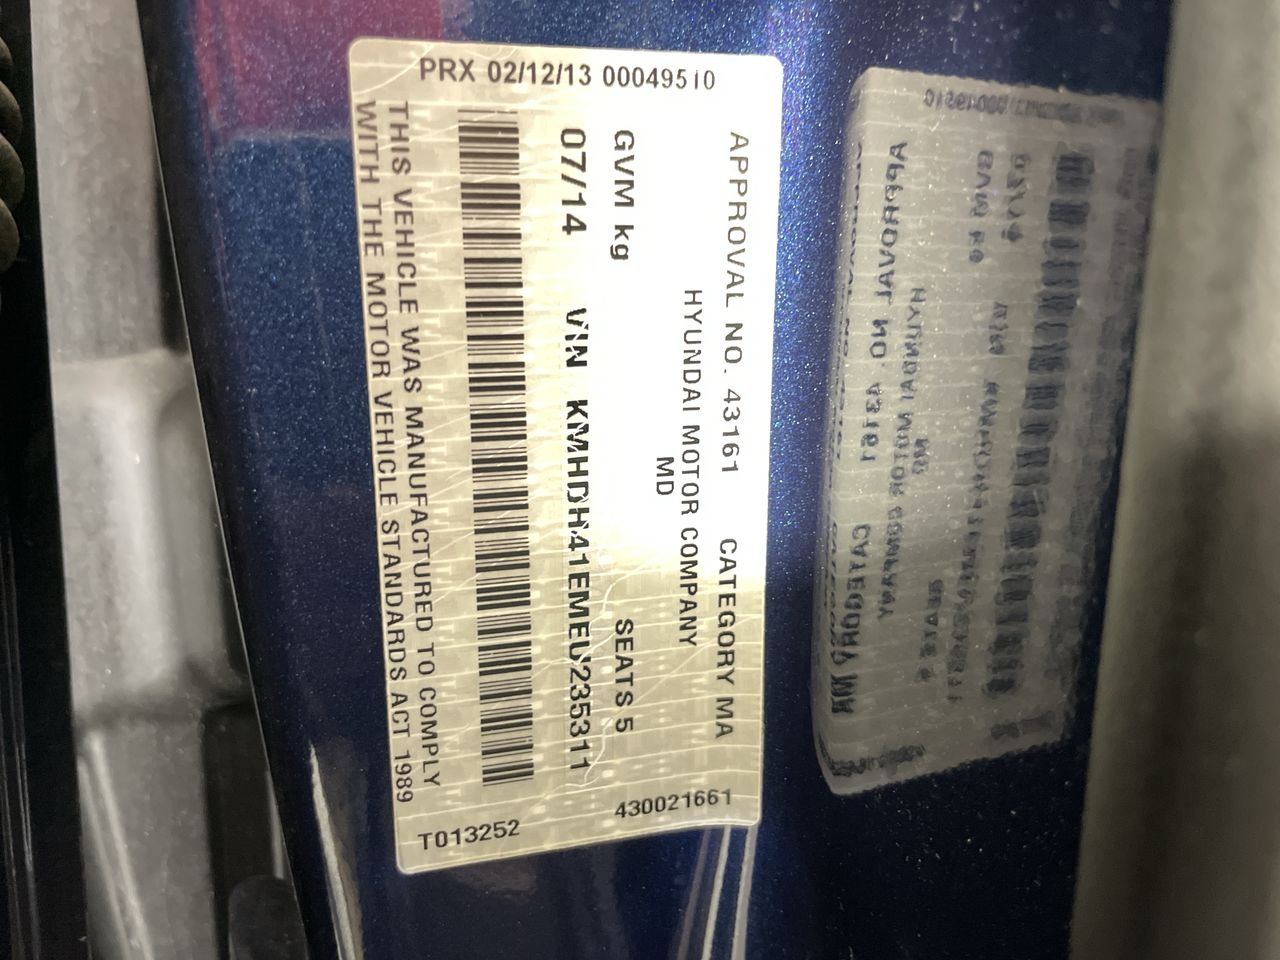 PRX 02/12/13 00049510
APPROVAL NO. 43161 CATEGORY MA
HYUNDAI MOTOR COMPANY
MD
GVM kg SEATS 5
07/14 VIN KMHDH41EMEU235311
THIS VEHICLE WAS MANUFACTURED TO COMPLY
WITH THE MOTOR VEHICLE STANDARDS ACT 1989
430021661
T013252